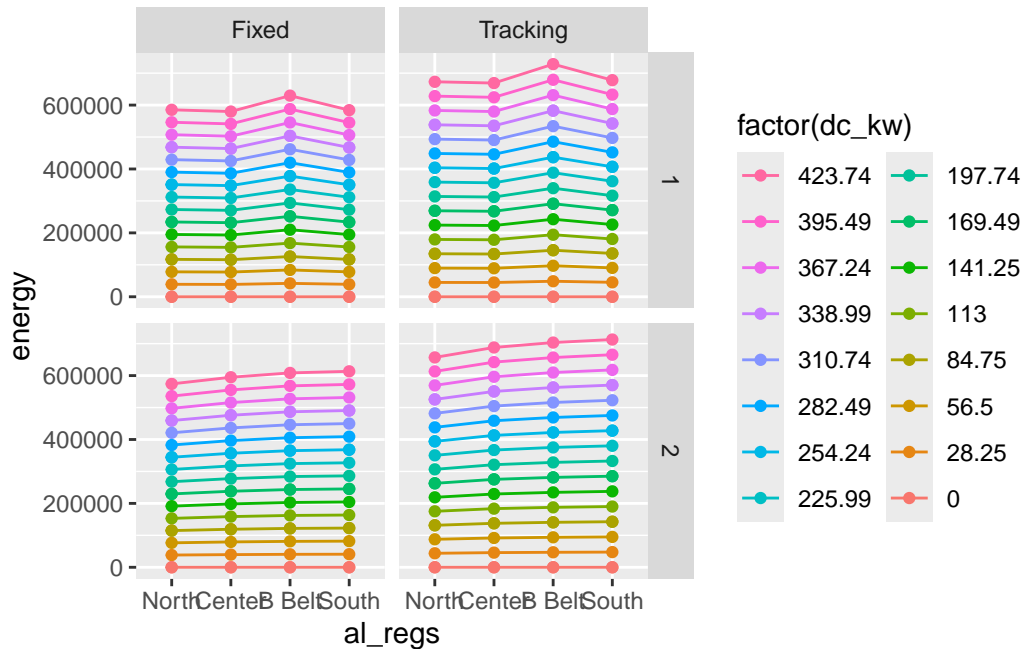 Fixed
Tracking
600000
400000
200000
0
1
600000
400000
200000
0
2
energy
North
Center
B Belt
South
North
Center
B Belt
South
al_regs
factor(dc_kw)
423.74
395.49
367.24
338.99
310.74
282.49
254.24
225.99
197.74
169.49
141.25
113
84.75
56.5
28.25
0